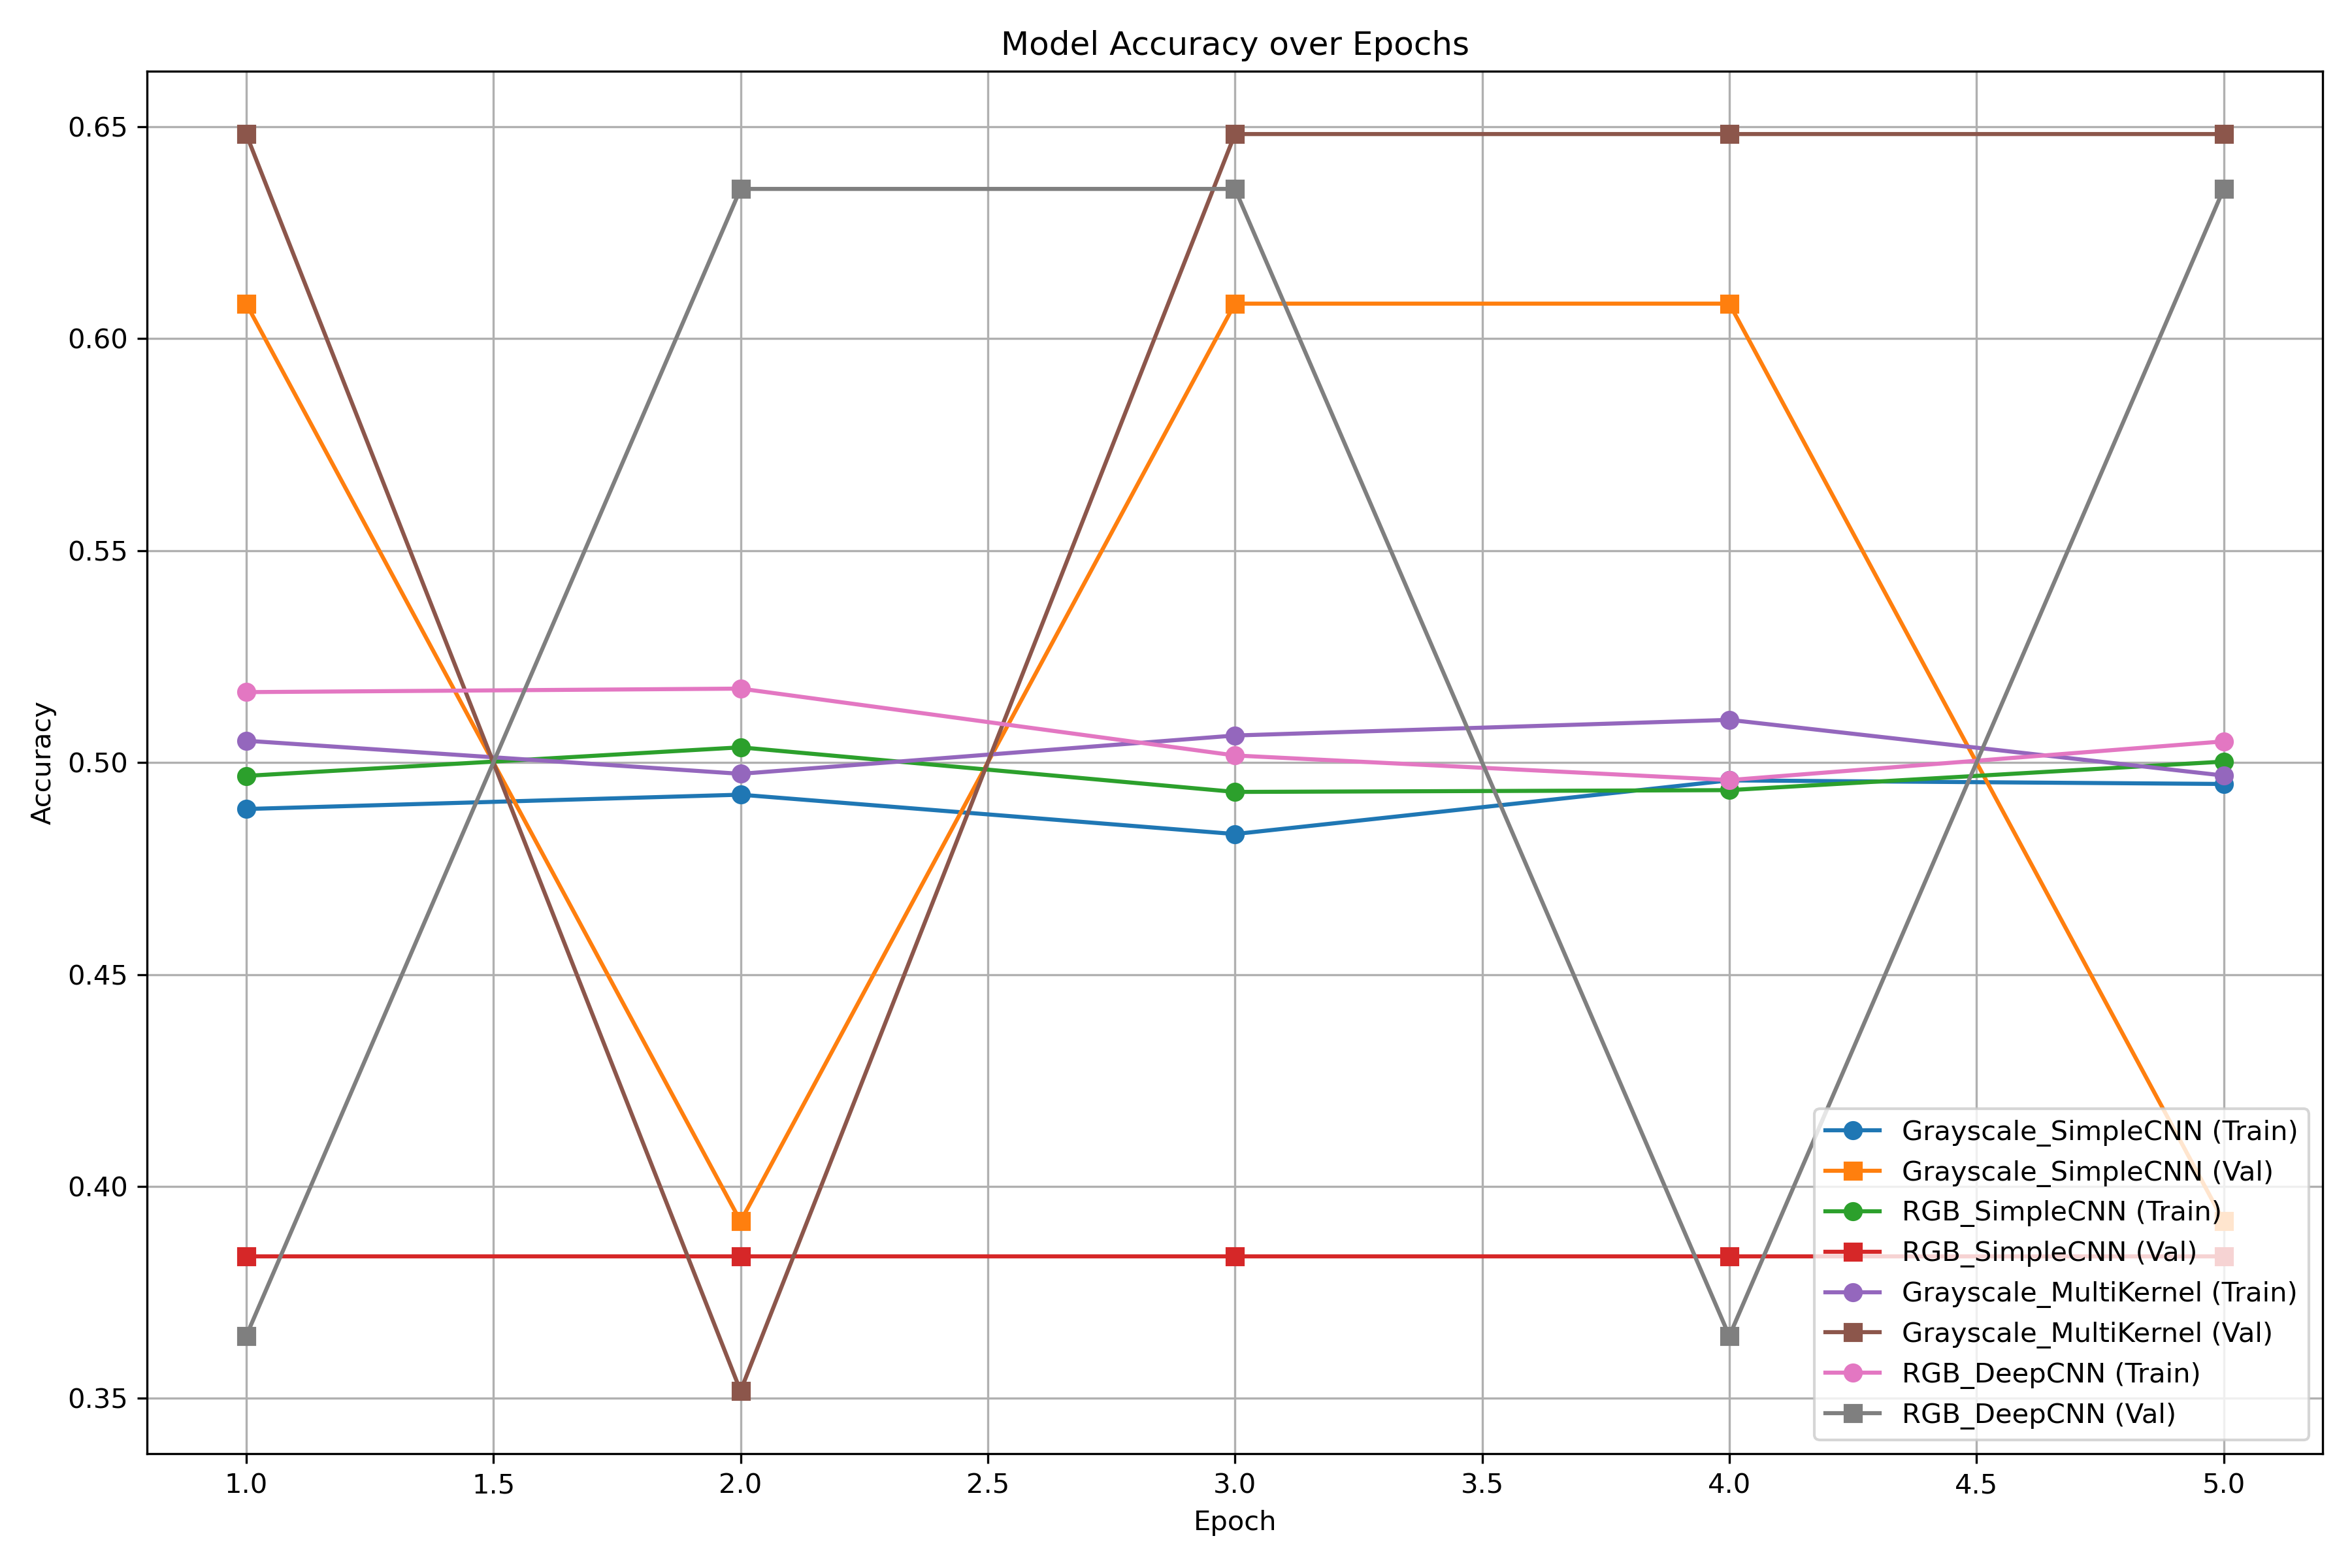 Model Accuracy over Epochs
Accuracy
0.65
0.60
0.55
0.50
0.45
0.40
0.35
1.0 1.5 2.0 2.5 3.0 3.5 4.0 4.5 5.0
Epoch
Grayscale_SimpleCNN (Train)
Grayscale_SimpleCNN (Val)
RGB_SimpleCNN (Train)
RGB_SimpleCNN (Val)
Grayscale_MultiKernel (Train)
Grayscale_MultiKernel (Val)
RGB_DeepCNN (Train)
RGB_DeepCNN (Val)